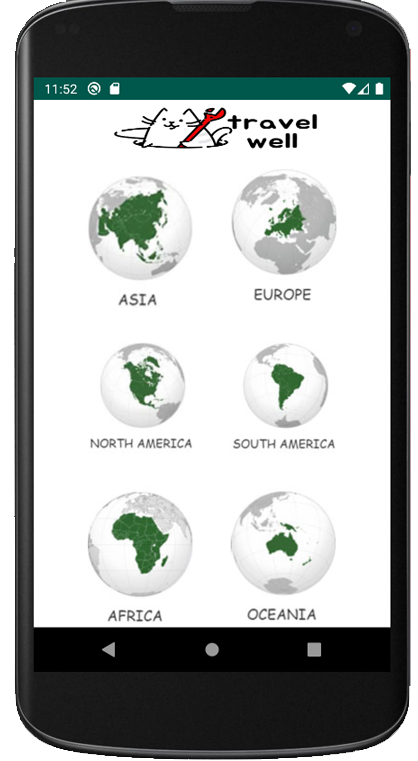 11:52
travel
well
ASIA
EUROPE
NORTH AMERICA
SOUTH AMERICA
AFRICA
OCEANIA